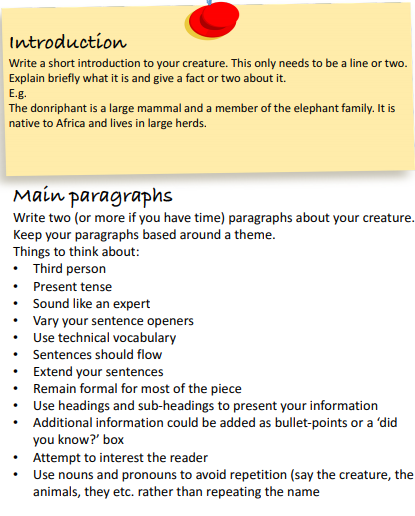 Introduction
Write a short introduction to your creature. This only needs to be a line or two.
Explain briefly what it is and give a fact or two about it.
E.g.
The donriphant is a large mammal and a member of the elephant family. It is
native to Africa and lives in large herds.
Main paragraphs
Write two (or more if you have time) paragraphs about your creature.
Keep your paragraphs based around a theme.
Things to think about:
• Third person
• Present tense
• Sound like an expert
• Vary your sentence openers
• Use technical vocabulary
• Sentences should flow
• Extend your sentences
• Remain formal for most of the piece
• Use headings and sub-headings to present your information
• Additional information could be added as bullet-points or a ‘did
you know?’ box
• Attempt to interest the reader
• Use nouns and pronouns to avoid repetition (say the creature, the
animals, they etc. rather than repeating the name